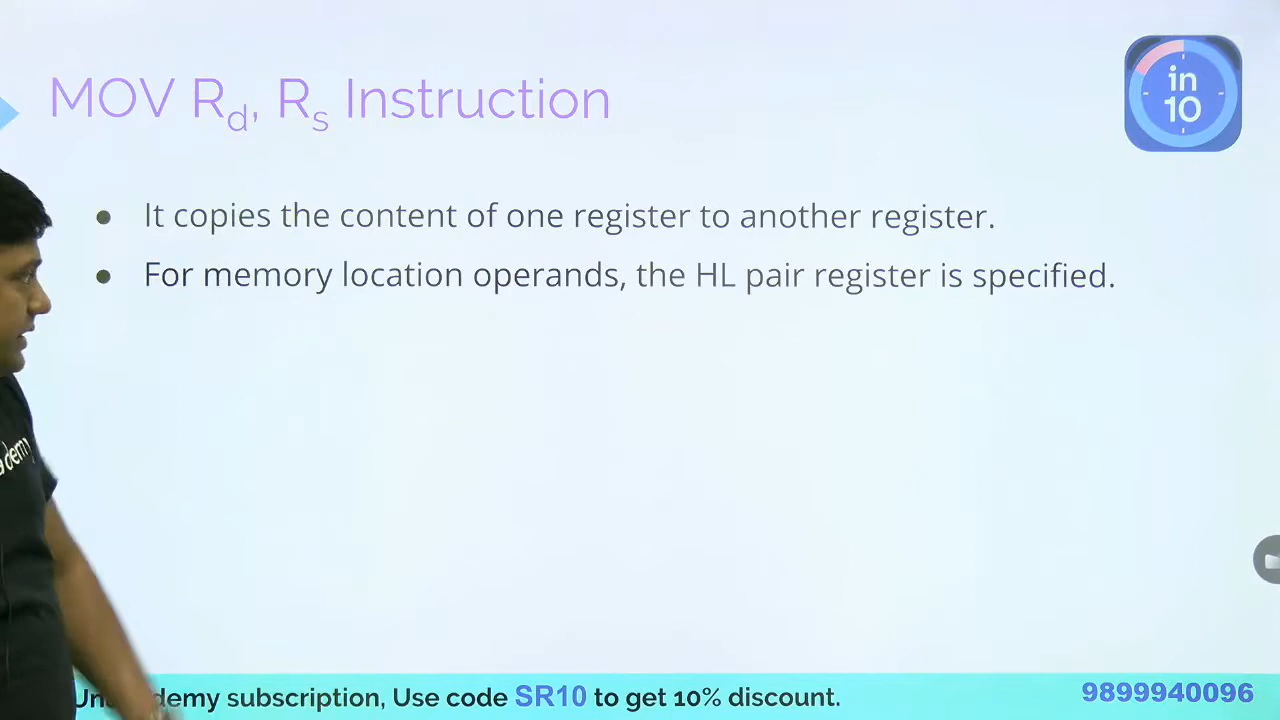 MOV Rd, Rs Instruction
in
10
● It copies the content of one register to another register.
● For memory location operands, the HL pair register is specified.
demy
subscription, Use code SR10 to get 10% discount.
9899940096